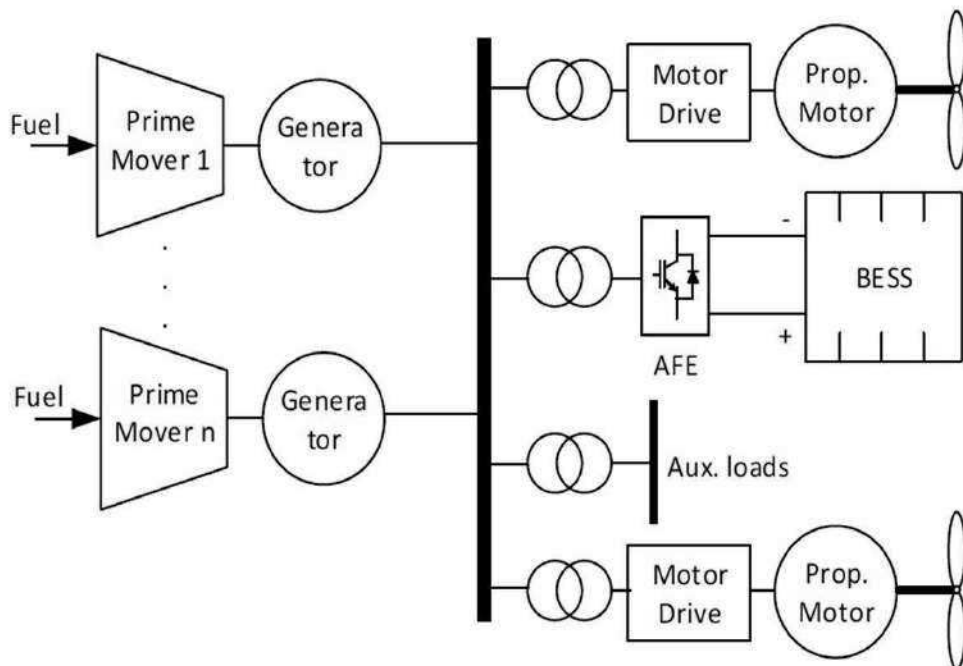 Fuel
Prime
Mover 1
Genera
tor
Motor
Drive
Prop.
Motor
-
BESS
+
AFE
Fuel
Prime
Mover n
Genera
tor
Aux. loads
Motor
Drive
Prop.
Motor